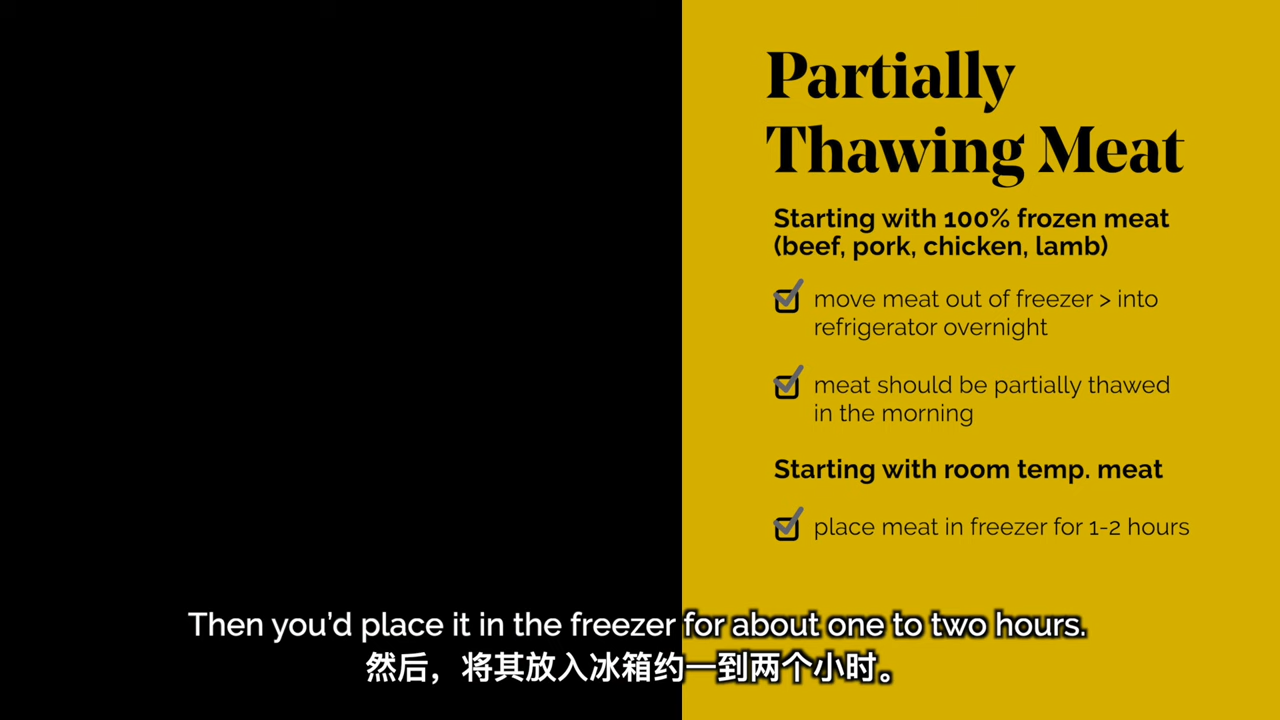 Partially
Thawing Meat
Starting with 100% frozen meat
(beef, pork, chicken, lamb)
move meat out of freezer > into
refrigerator overnight
meat should be partially thawed
in the morning
Starting with room temp. meat
place meat in freezer for 1-2 hours
Then you'd place it in the freezer for about one to two hours.
然后，将其放入冰箱约一到两个小时。